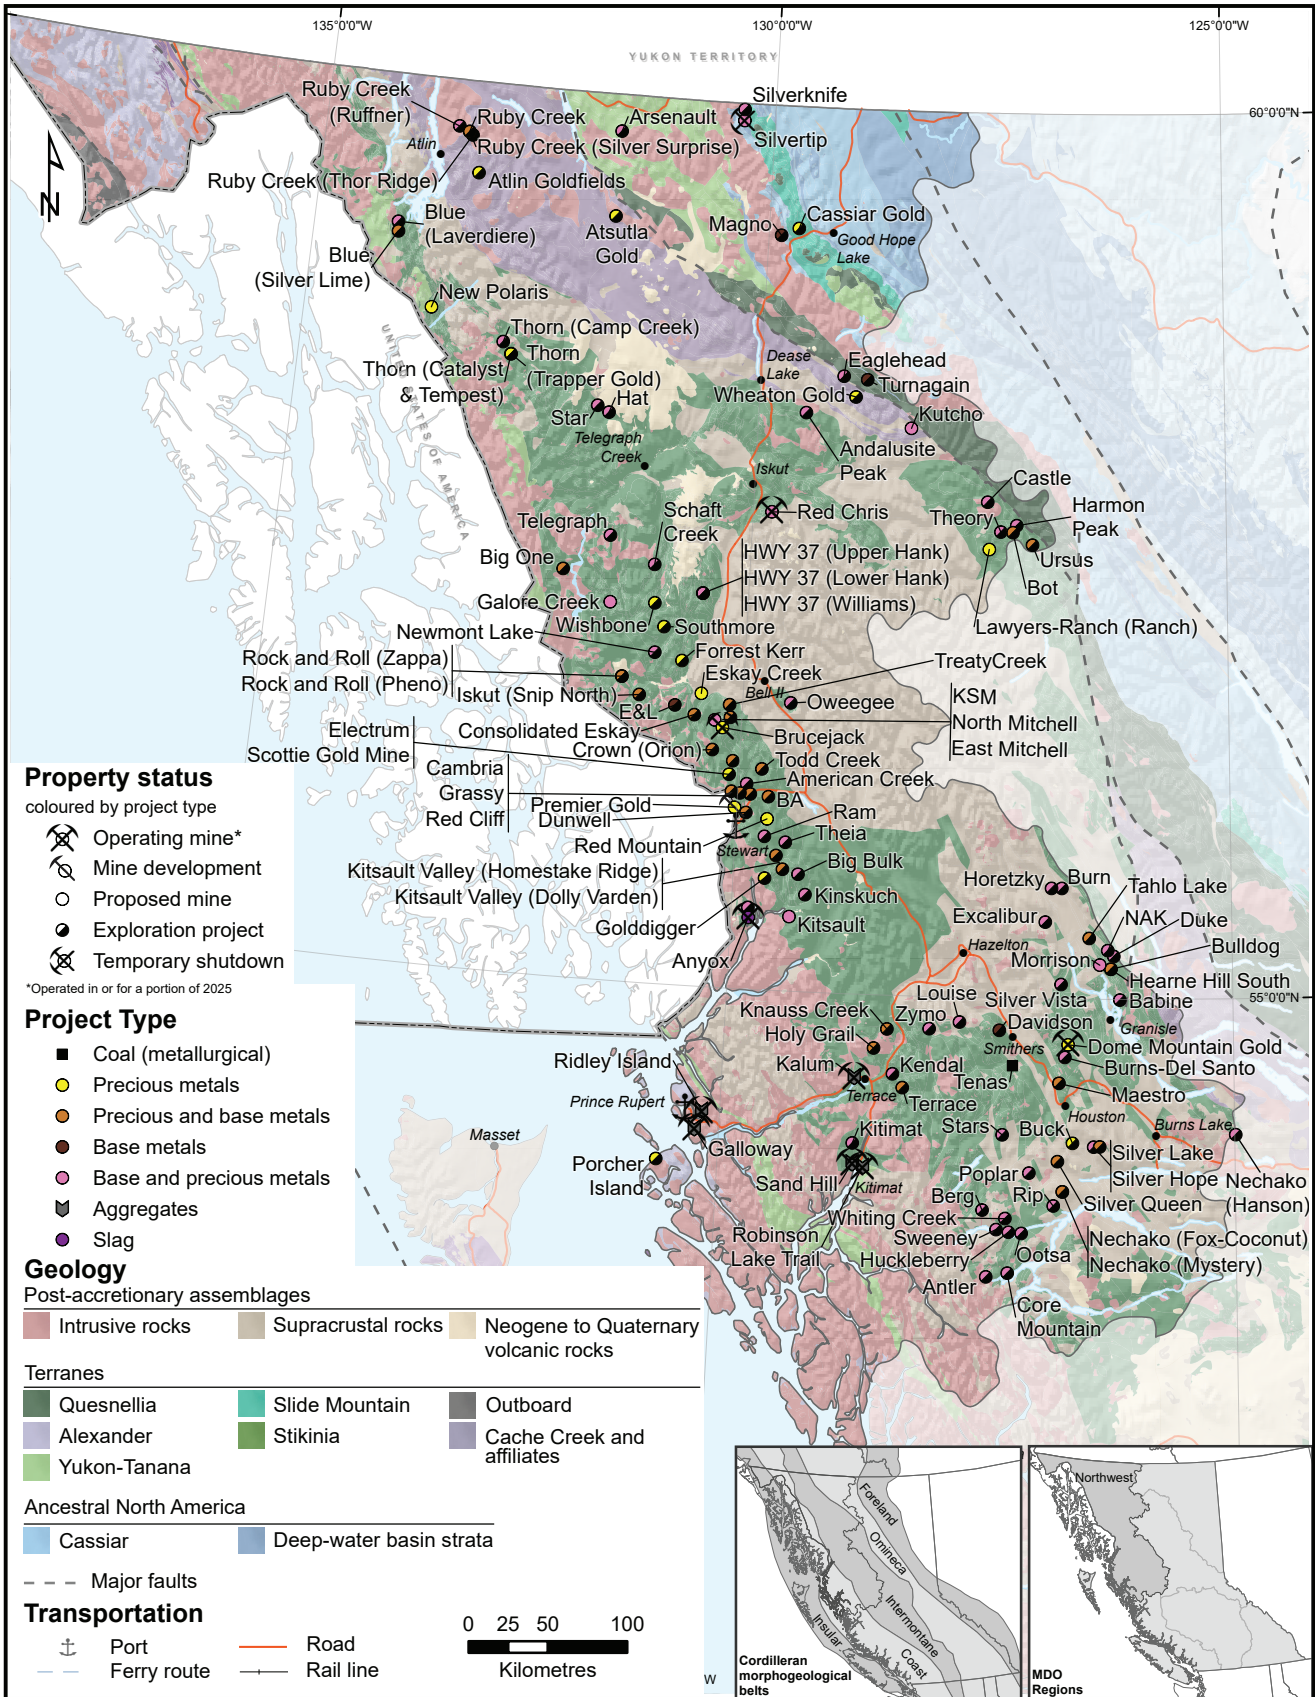 135°0'0"W
130°0'0"W
125°0'0"W
YUKON TERRITORY
60°0'0"N
Ruby Creek
(Ruffner)
Ruby Creek
Arsenault
Silverknife
Silvertip
Atlin
Ruby Creek (Silver Surprise)
Ruby Creek (Thor Ridge)
Atlin Goldfields
N
Blue
(Laverdiere)
Atsutla
Gold
Magno
Cassiar Gold
Good Hope
Lake
Blue
(Silver Lime)
New Polaris
UNITED STATES OF AMERICA
Thorn (Camp Creek)
Thorn
(Trapper Gold)
Thorn (Catalyst
& Tempest)
Dease
Lake
Eaglehead
Turnagain
Wheaton Gold
Hat
Star
Kutcho
Telegraph
Creek
Andalusite
Peak
Iskut
Castle
Red Chris
Theory
Harmon
Peak
Telegraph
Schaft
Creek
Big One
HWY 37 (Upper Hank)
HWY 37 (Lower Hank)
HWY 37 (Williams)
Ursus
Bot
Galore Creek
Wishbone
Southmore
Lawyers-Ranch (Ranch)
Newmont Lake
Forrest Kerr
Rock and Roll (Zappa)
Rock and Roll (Pheno)
Eskay Creek
TreatyCreek
Iskut (Snip North)
Bell II
Oweegee
KSM
North Mitchell
East Mitchell
E&L
Consolidated Eskay
Brucejack
Electrum
Scottie Gold Mine
Crown (Orion)
Todd Creek
American Creek
Cambria
Grassy
Red Cliff
Premier Gold
BA
Dunwell
Ram
Red Mountain
Stewart
Theia
Kitsault Valley (Homestake Ridge)
Kitsault Valley (Dolly Varden)
Big Bulk
Kinskuch
Golddigger
Kitsault
Anyox
Horetzky
Burn
Tahlo Lake
Excalibur
NAK
Duke
Hazelton
Morrison
Bulldog
Hearne Hill South
Babine
55°0'0"N
Louise
Silver Vista
Knauss Creek
Zymo
Davidson
Granisle
Holy Grail
Smithers
Dome Mountain Gold
Ridley Island
Kalum
Kendal
Tenas
Burns-Del Santo
Maestro
Prince Rupert
Terrace
Terrace
Houston
Masset
Kitimat
Stars
Buck
Burns Lake
Galloway
Silver Lake
Silver Hope
Porcher
Island
Sand Hill
Kitimat
Poplar
Nechako
(Hanson)
Berg
Rip
Silver Queen
Whiting Creek
Robinson
Lake Trail
Sweeney
Nechako (Fox-Coconut)
Nechako (Mystery)
Huckleberry
Ootsa
Antler
Core
Mountain
Property status
coloured by project type
Operating mine*
Mine development
Proposed mine
Exploration project
Temporary shutdown
*Operated in or for a portion of 2025
Project Type
Coal (metallurgical)
Precious metals
Precious and base metals
Base metals
Base and precious metals
Aggregates
Slag
Geology
Post-accretionary assemblages
Intrusive rocks
Supracrustal rocks
Neogene to Quaternary
volcanic rocks
Terranes
Quesnellia
Slide Mountain
Outboard
Alexander
Stikinia
Cache Creek and
affiliates
Yukon-Tanana
Ancestral North America
Cassiar
Deep-water basin strata
Major faults
Transportation
Port
Road
Ferry route
Rail line
0 25 50 100
Kilometres
W
Foreland
Omineca
Intermontane
Insular
Coast
Cordilleran
morphogeological
belts
Northwest
MDO
Regions